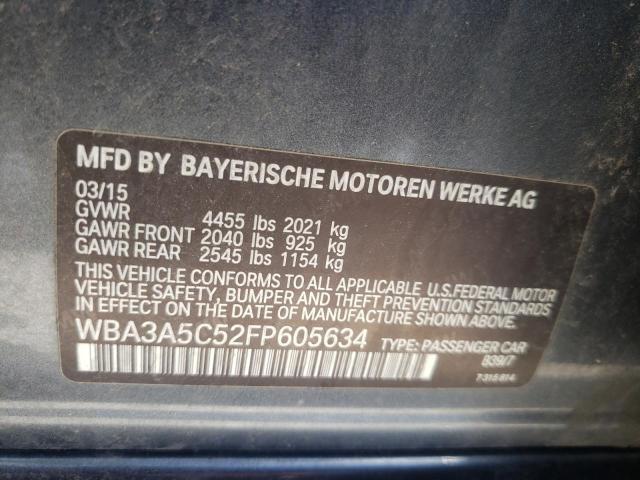 MFD BY BAYERISCHE MOTOREN WERKE AG
03/15
GVWR 4455 lbs 2021 kg
GAWR FRONT 2040 lbs 925 kg
GAWR REAR 2545 lbs 1154 kg
THIS VEHICLE CONFORMS TO ALL APPLICABLE U.S. FEDERAL MOTOR
VEHICLE SAFETY, BUMPER AND THEFT PREVENTION STANDARDS
IN EFFECT ON THE DATE OF MANUFACTURE SHOWN ABOVE.
WBA3A5C52FP605634 TYPE: PASSENGER CAR
B39/7
7315814